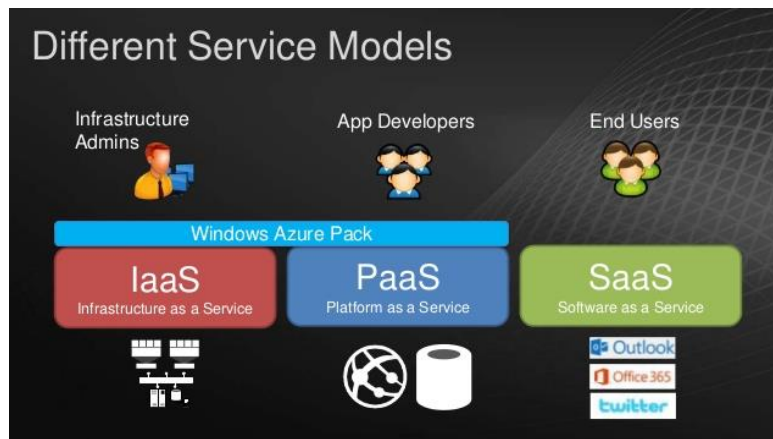 Different Service Models
Infrastructure
Admins
App Developers
End Users
Windows Azure Pack
IaaS
Infrastructure as a Service
PaaS
Platform as a Service
SaaS
Software as a Service
Outlook
Office 365
twitter